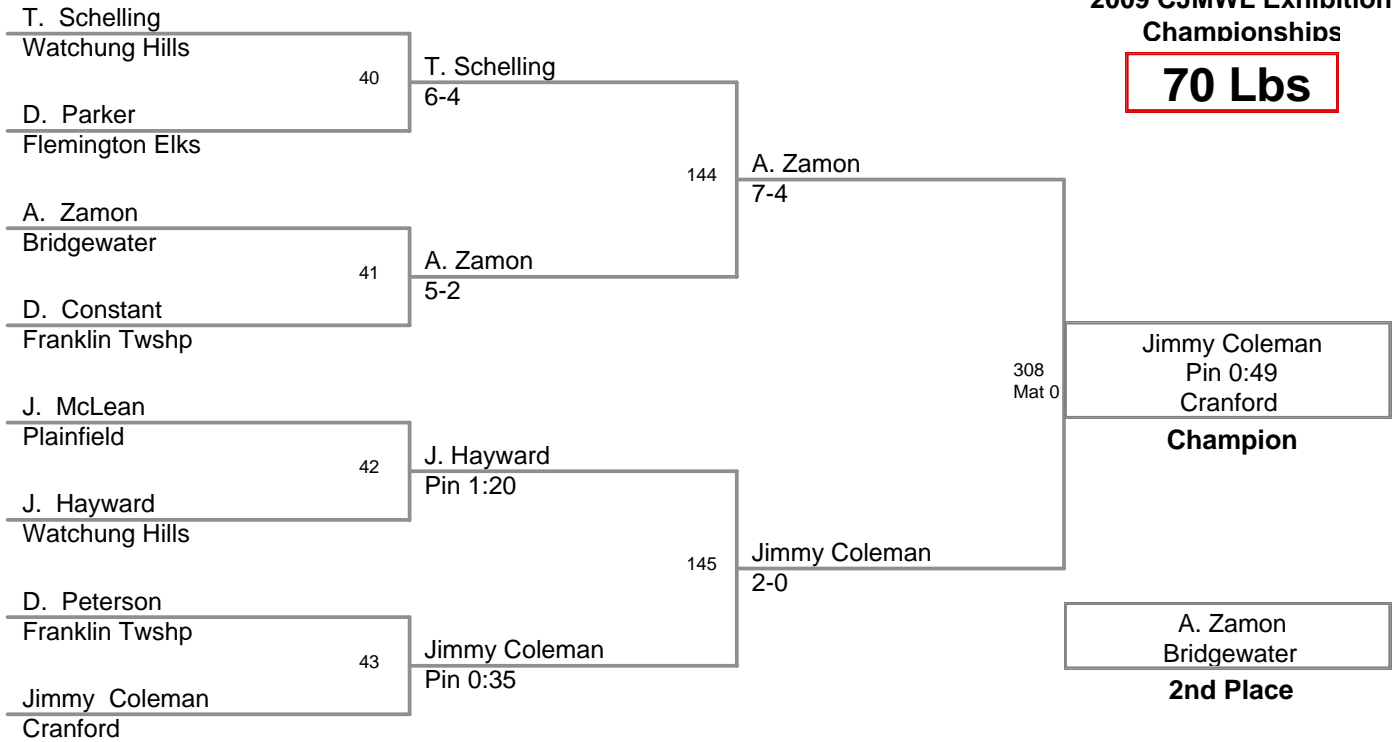 2009 CJMWL Exhibition
Championships
70 Lbs
T. Schelling
Watchung Hills
40
D. Parker
Flemington Elks
T. Schelling
6-4
A. Zamon
Bridgewater
41
D. Constant
Franklin Twshp
A. Zamon
5-2
144
A. Zamon
7-4
J. McLean
Plainfield
42
J. Hayward
Watchung Hills
J. Hayward
Pin 1:20
D. Peterson
Franklin Twshp
43
Jimmy Coleman
Cranford
Jimmy Coleman
Pin 0:35
145
Jimmy Coleman
2-0
308
Mat 0
Jimmy Coleman
Pin 0:49
Cranford
Champion
A. Zamon
Bridgewater
2nd Place